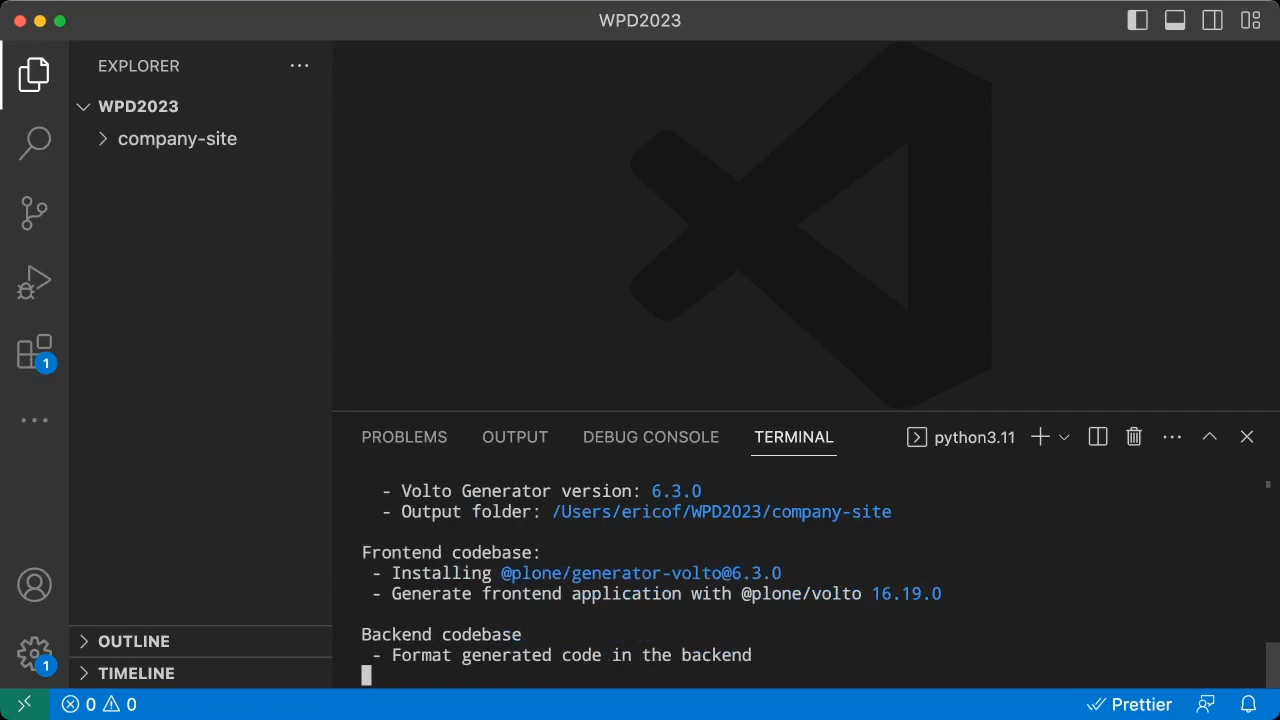 WPD2023
EXPLORER
WPD2023
company-site
1
PROBLEMS OUTPUT DEBUG CONSOLE TERMINAL python3.11
- Volto Generator version: 6.3.0
- Output folder: /Users/ericof/WPD2023/company-site
Frontend codebase:
- Installing @plone/generator-volto@6.3.0
- Generate frontend application with @plone/volto 16.19.0
Backend codebase
- Format generated code in the backend
OUTLINE
1
TIMELINE
0 0 Prettier